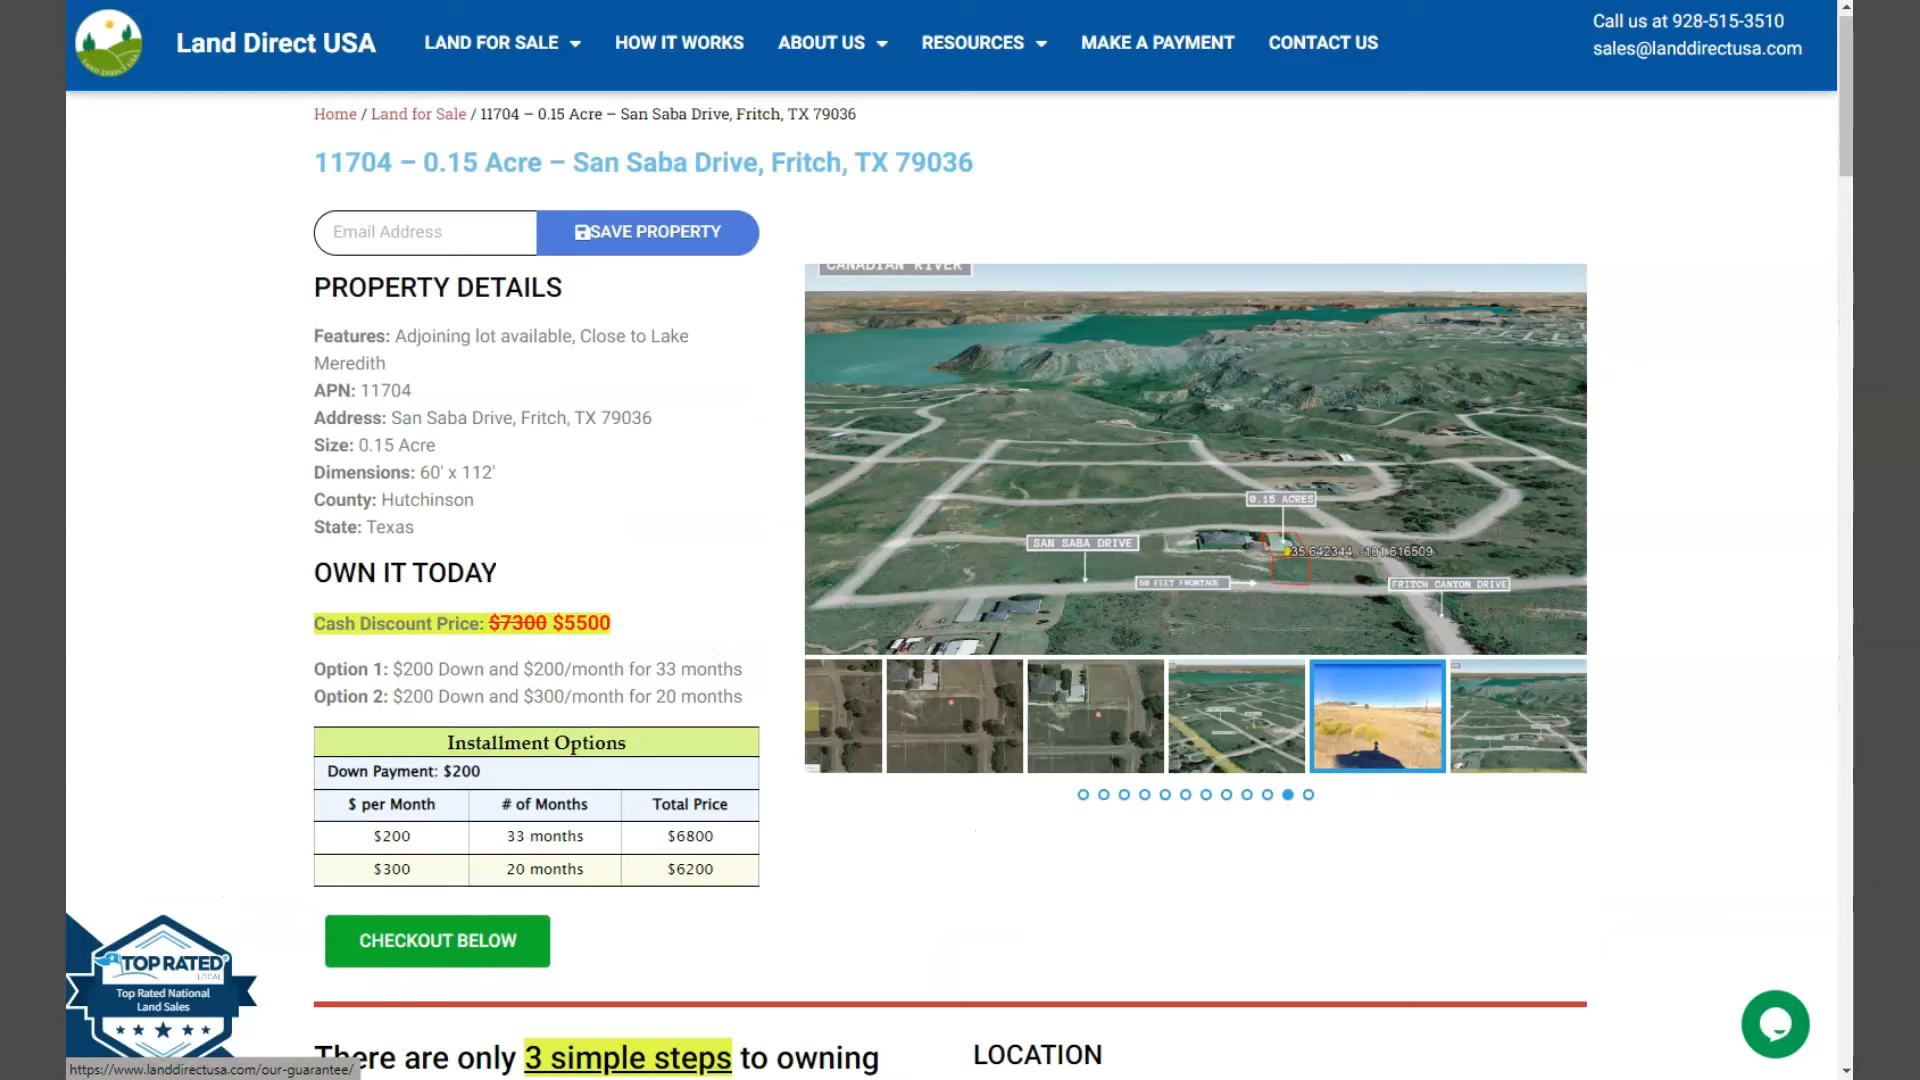 Land Direct USA
LAND FOR SALE
HOW IT WORKS
ABOUT US
RESOURCES
MAKE A PAYMENT
CONTACT US
Call us at 928-515-3510
sales@landdirectusa.com
Home / Land for Sale / 11704 – 0.15 Acre – San Saba Drive, Fritch, TX 79036
11704 – 0.15 Acre – San Saba Drive, Fritch, TX 79036
Email Address
SAVE PROPERTY
PROPERTY DETAILS
Features: Adjoining lot available, Close to Lake
Meredith
APN: 11704
Address: San Saba Drive, Fritch, TX 79036
Size: 0.15 Acre
Dimensions: 60' x 112'
County: Hutchinson
State: Texas
OWN IT TODAY
Cash Discount Price: $7300 $5500
Option 1: $200 Down and $200/month for 33 months
Option 2: $200 Down and $300/month for 20 months
Installment Options
Down Payment: $200
$ per Month # of Months Total Price
$200 33 months $6800
$300 20 months $6200
CHECKOUT BELOW
CANADIAN RIVER
0.15 ACRES
35.642344, -101.616509
SAN SABA DRIVE
60 FEET FRONTAGE
FRITCH CANYON DRIVE
TOP RATED
LOCAL
Top Rated National
Land Sales
There are only 3 simple steps to owning
LOCATION
https://www.landdirectusa.com/our-guarantee/